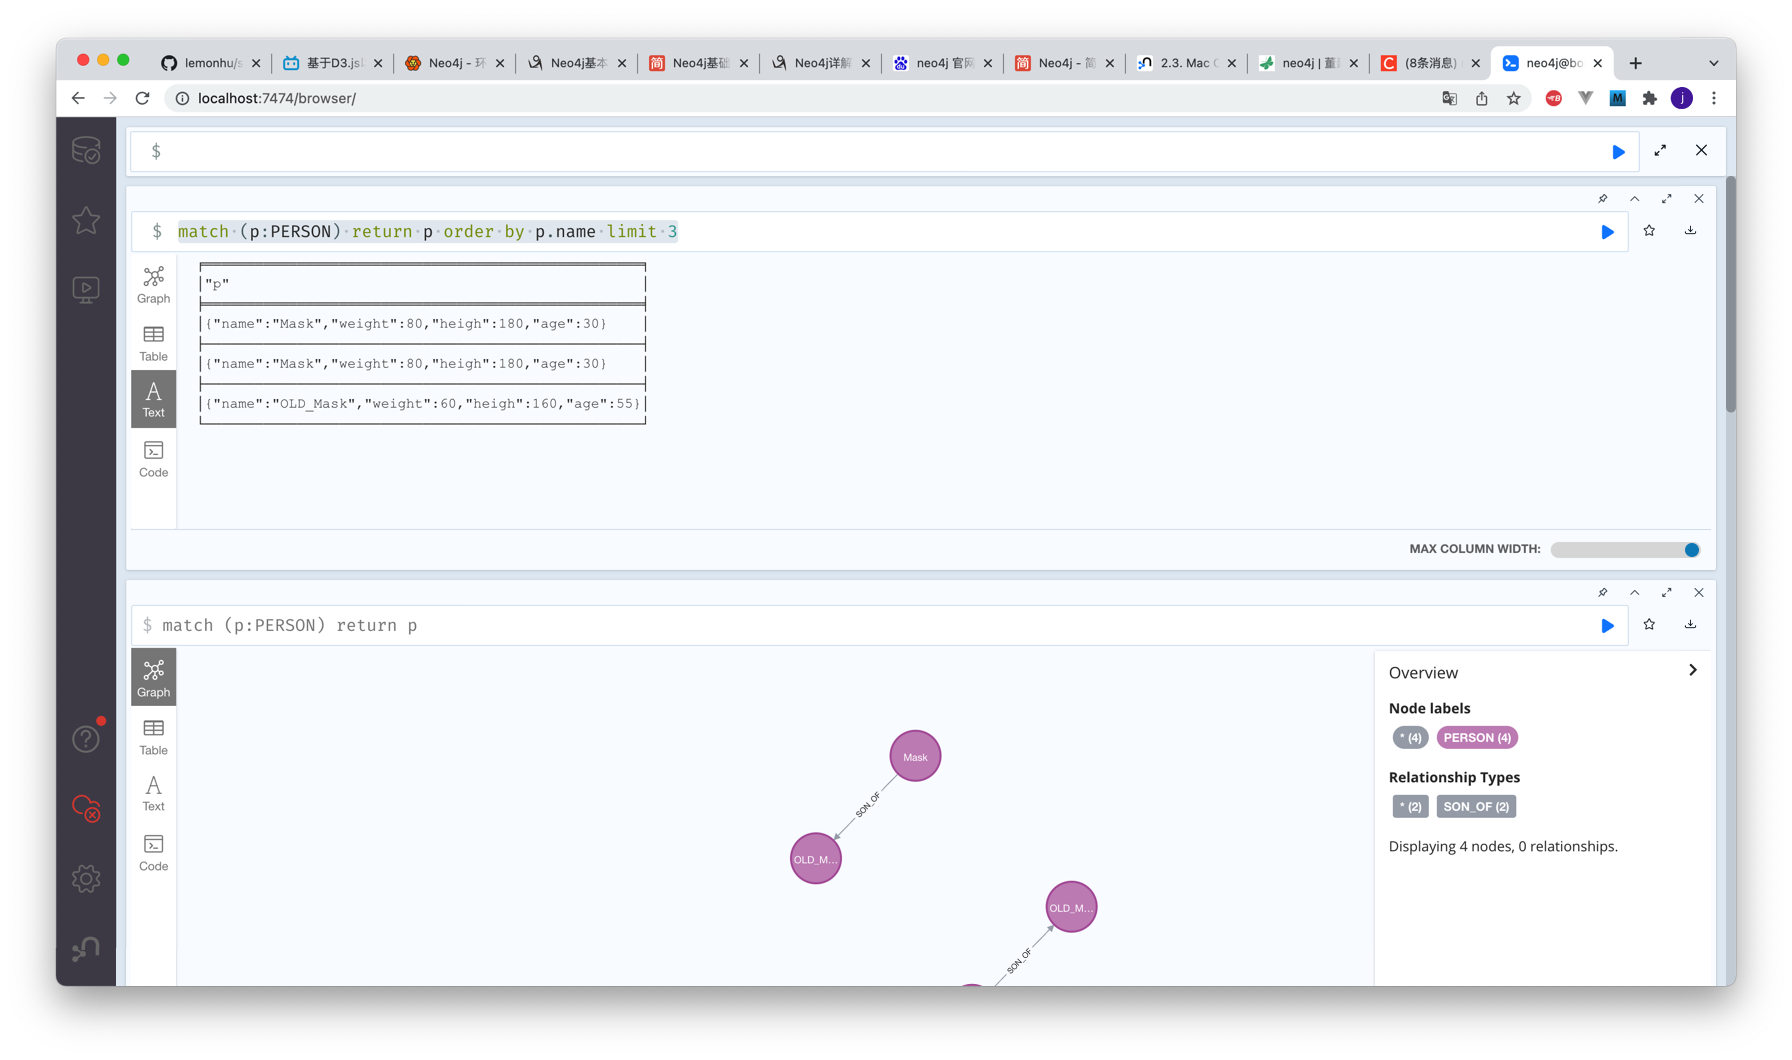 lemonhu/s
基于D3.js
Neo4j - 环
Neo4j基本
Neo4j基础
Neo4j详解
neo4j 官网
Neo4j - 简
2.3. Mac O
neo4j | 董
(8条消息)
neo4j@bo
localhost:7474/browser/
$
$ match (p:PERSON) return p order by p.name limit 3
Graph
Table
Text
Code
"p"
{"name":"Mask","weight":80,"heigh":180,"age":30}
{"name":"Mask","weight":80,"heigh":180,"age":30}
{"name":"OLD_Mask","weight":60,"heigh":160,"age":55}
MAX COLUMN WIDTH:
$ match (p:PERSON) return p
Graph
Table
Text
Code
Mask
SON_OF
OLD_M...
OLD_M...
SON_OF
Overview
Node labels
* (4) PERSON (4)
Relationship Types
* (2) SON_OF (2)
Displaying 4 nodes, 0 relationships.